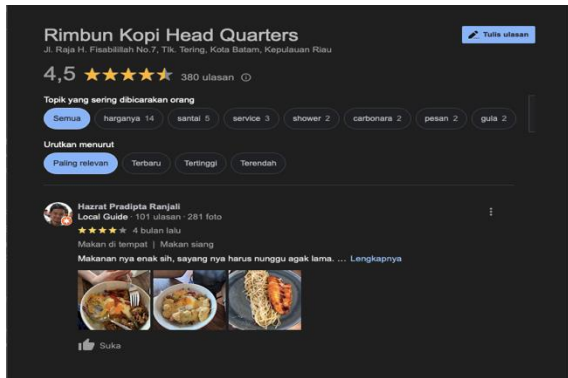 Rimbun Kopi Head Quarters
Tulis ulasan
Jl. Raja H. Fisabilillah No.7, Tlk. Tering, Kota Batam, Kepulauan Riau
4,5 380 ulasan
Topik yang sering dibicarakan orang
Semua harganya 14 santai 5 service 3 shower 2 carbonara 2 pesan 2 gula 2
Urutkan menurut
Paling relevan Terbaru Tertinggi Terendah
Hazrat Pradipta Ranjali
Local Guide · 101 ulasan · 281 foto
4 bulan lalu
Makan di tempat | Makan siang
Makanan nya enak sih, sayang nya harus nunggu agak lama. … Lengkapnya
Suka